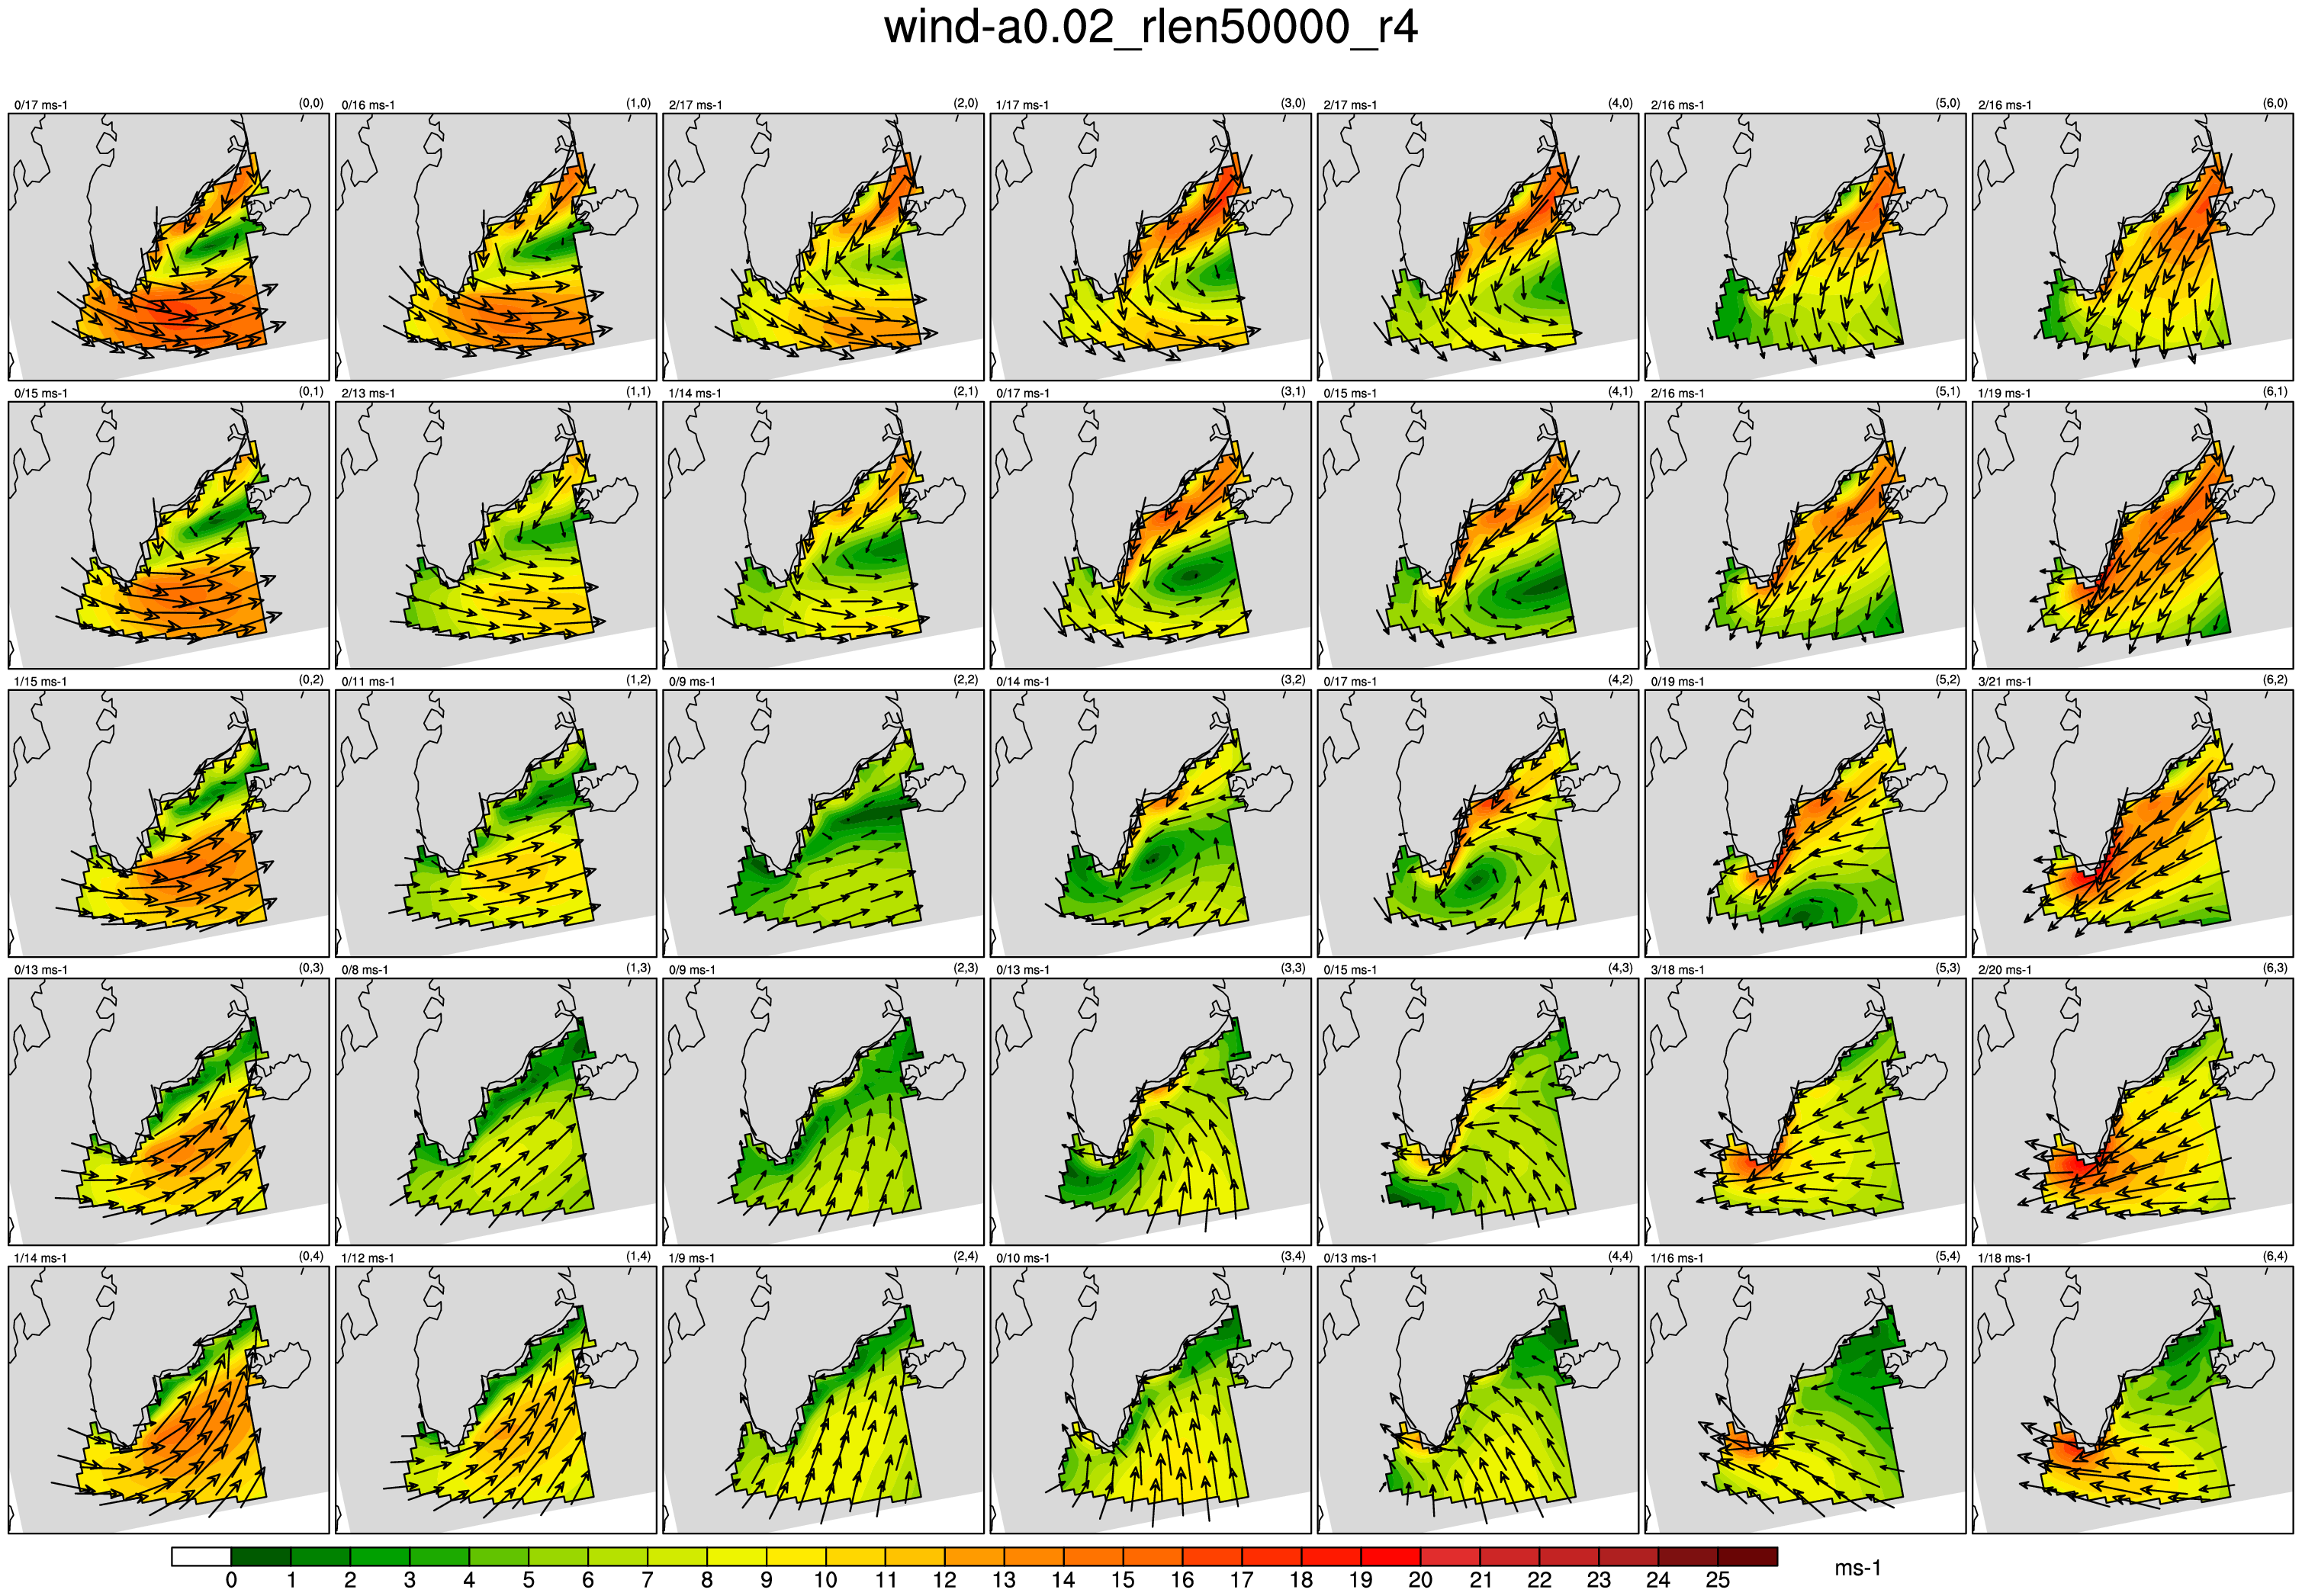 wind-a0.02_rlen50000_r4
0/17 ms-1 (0,0) 0/16 ms-1 (1,0) 2/17 ms-1 (2,0) 1/17 ms-1 (3,0) 2/17 ms-1 (4,0) 2/16 ms-1 (5,0) 2/16 ms-1 (6,0)
0/15 ms-1 (0,1) 2/13 ms-1 (1,1) 1/14 ms-1 (2,1) 0/17 ms-1 (3,1) 0/15 ms-1 (4,1) 2/16 ms-1 (5,1) 1/19 ms-1 (6,1)
1/15 ms-1 (0,2) 0/11 ms-1 (1,2) 0/9 ms-1 (2,2) 0/14 ms-1 (3,2) 0/17 ms-1 (4,2) 0/19 ms-1 (5,2) 3/21 ms-1 (6,2)
0/13 ms-1 (0,3) 0/8 ms-1 (1,3) 0/9 ms-1 (2,3) 0/13 ms-1 (3,3) 0/15 ms-1 (4,3) 3/18 ms-1 (5,3) 2/20 ms-1 (6,3)
1/14 ms-1 (0,4) 1/12 ms-1 (1,4) 1/9 ms-1 (2,4) 0/10 ms-1 (3,4) 0/13 ms-1 (4,4) 1/16 ms-1 (5,4) 1/18 ms-1 (6,4)
0 1 2 3 4 5 6 7 8 9 10 11 12 13 14 15 16 17 18 19 20 21 22 23 24 25 ms-1